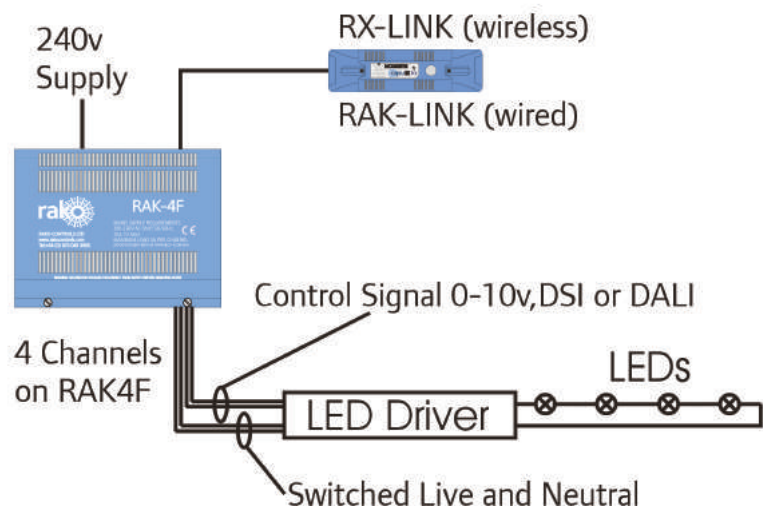 240v
Supply
RX-LINK (wireless)
RAK-LINK (wired)
rako
RAK-4F
CE
Control Signal 0-10v,DSI or DALI
4 Channels
on RAK4F
LEDs
LED Driver
Switched Live and Neutral